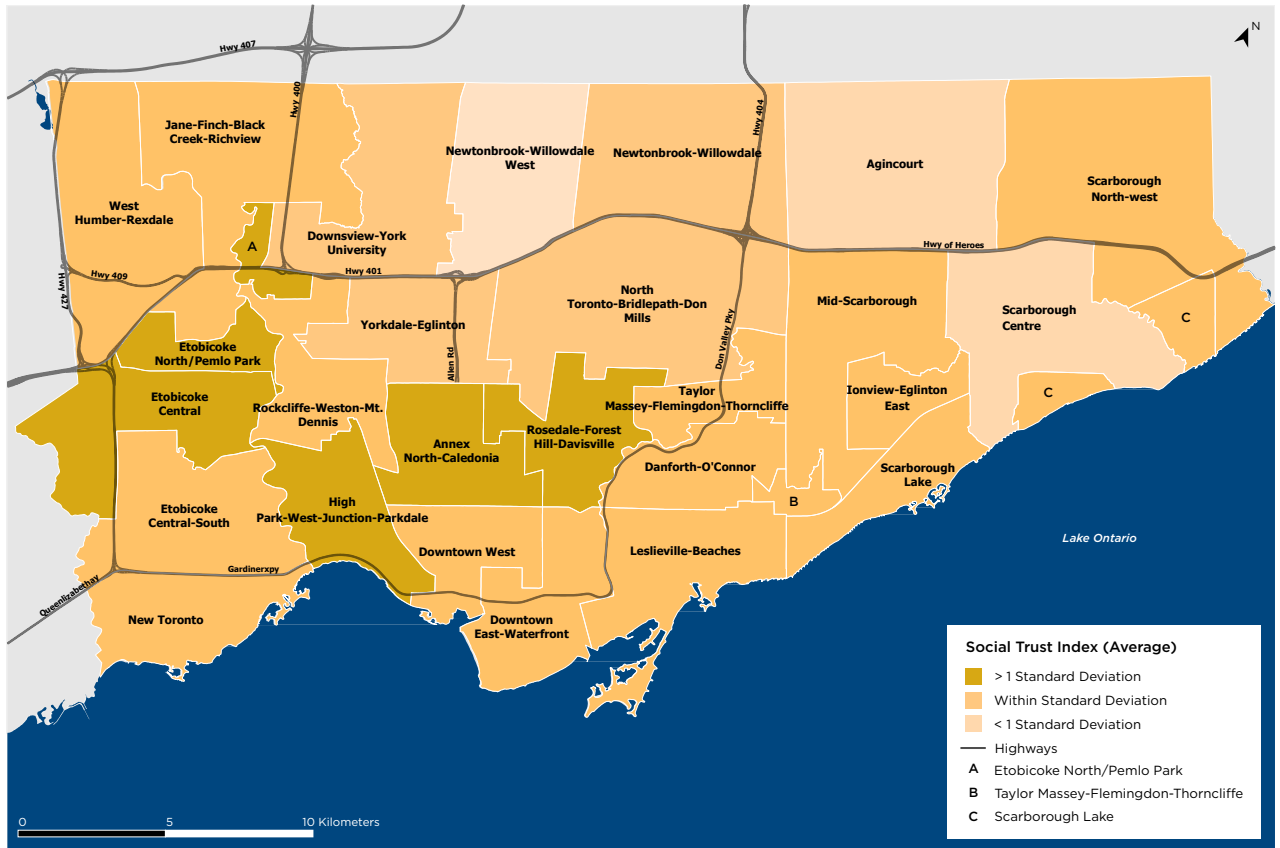 N
Hwy 407
Hwy 400
Hwy 404
Jane-Finch-Black
Creek-Richview
Newtonbrook-Willowdale
West
Newtonbrook-Willowdale
Agincourt
Scarborough
North-west
West
Humber-Rexdale
A
Downsview-York
University
Hwy of Heroes
Hwy 409
Hwy 401
Hwy 427
North
Toronto-Bridlepath-Don
Mills
Mid-Scarborough
Scarborough
Centre
C
Yorkdale-Eglinton
Allen Rd
Don Valley Pky
Etobicoke
North/Pemlo Park
Etobicoke
Central
Rockcliffe-Weston-Mt.
Dennis
Taylor
Massey-Flemingdon-Thorncliffe
Ionview-Eglinton
East
C
Annex
North-Caledonia
Rosedale-Forest
Hill-Davisville
Danforth-O'Connor
Scarborough
Lake
B
High
Park-West-Junction-Parkdale
Etobicoke
Central-South
Downtown West
Leslieville-Beaches
Lake Ontario
Gardinerxpy
Queenlizabethay
New Toronto
Downtown
East-Waterfront
Social Trust Index (Average)
> 1 Standard Deviation
Within Standard Deviation
< 1 Standard Deviation
Highways
A Etobicoke North/Pemlo Park
B Taylor Massey-Flemingdon-Thorncliffe
C Scarborough Lake
0 5 10 Kilometers